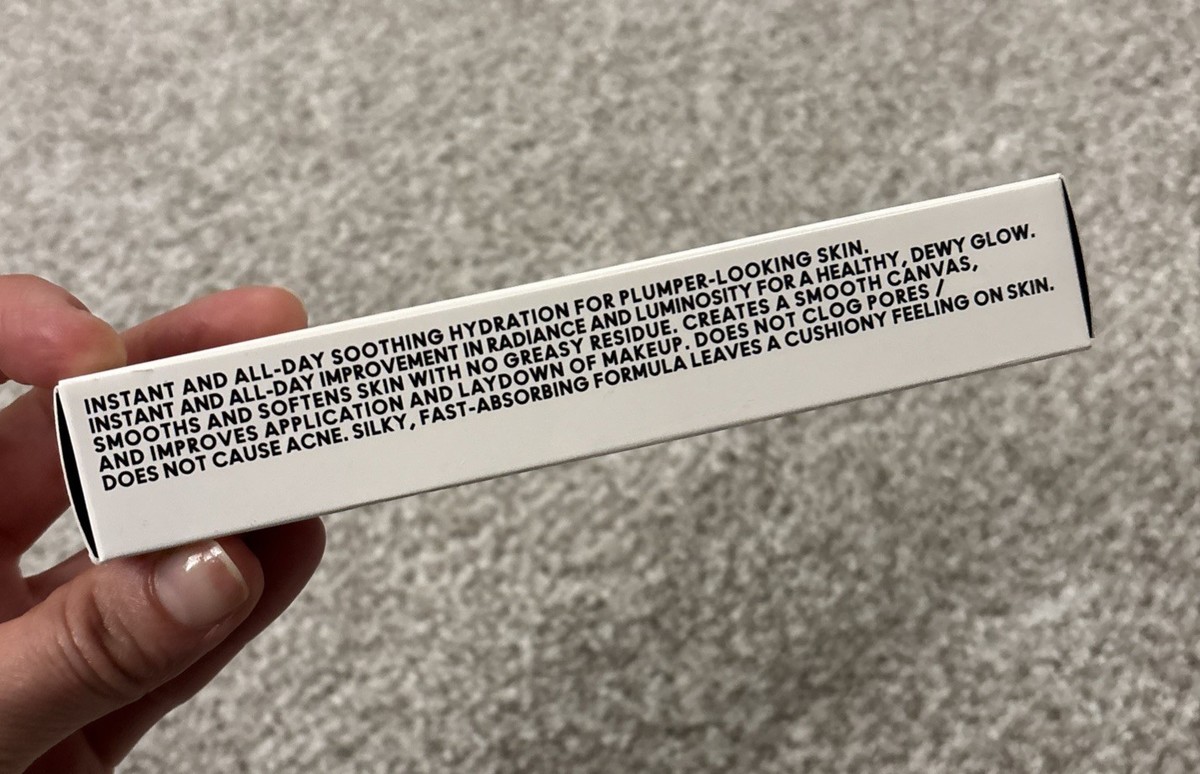 INSTANT AND ALL-DAY SOOTHING HYDRATION FOR PLUMPER-LOOKING SKIN.
INSTANT AND ALL-DAY IMPROVEMENT IN RADIANCE AND LUMINOSITY FOR A HEALTHY, DEWY GLOW.
SMOOTHS AND SOFTENS SKIN WITH NO GREASY RESIDUE. CREATES A SMOOTH CANVAS,
AND IMPROVES APPLICATION AND LAYDOWN OF MAKEUP. DOES NOT CLOG PORES /
DOES NOT CAUSE ACNE. SILKY, FAST-ABSORBING FORMULA LEAVES A CUSHIONY FEELING ON SKIN.